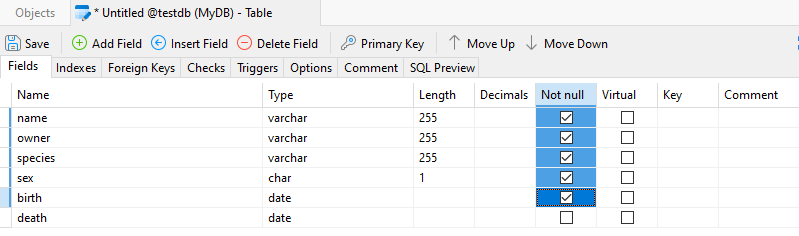 Objects * Untitled @testdb (MyDB) - Table
Save Add Field Insert Field Delete Field Primary Key Move Up Move Down
Fields Indexes Foreign Keys Checks Triggers Options Comment SQL Preview
Name Type Length Decimals Not null Virtual Key Comment
name varchar 255
owner varchar 255
species varchar 255
sex char 1
birth date
death date